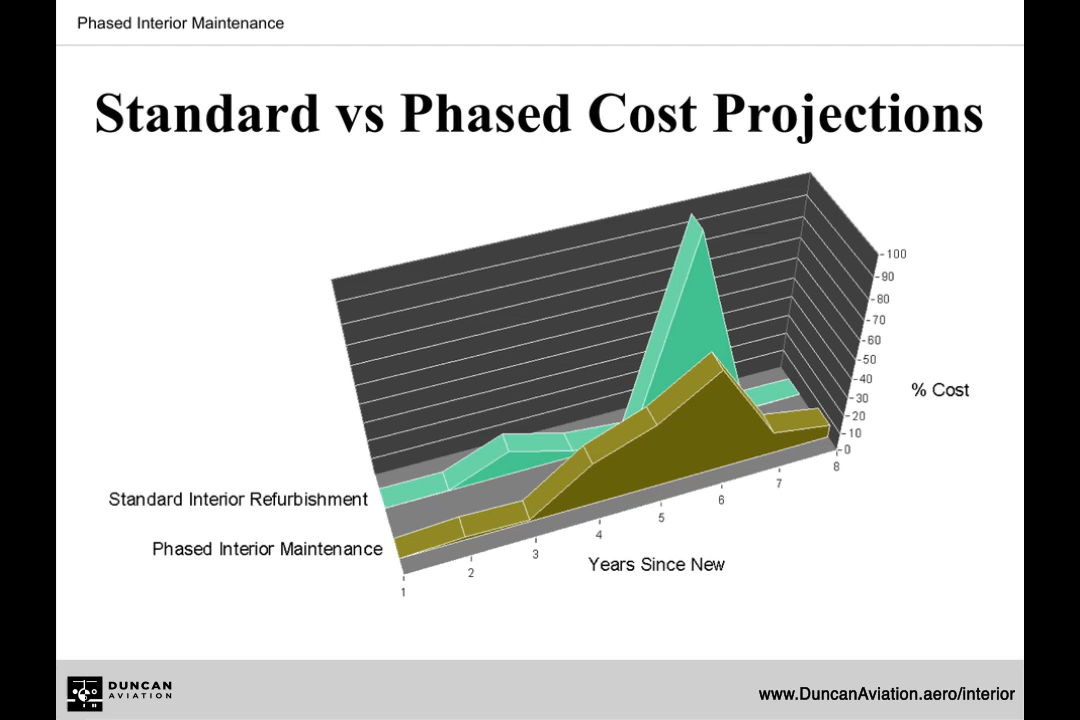 Phased Interior Maintenance
Standard vs Phased Cost Projections
100
90
80
70
60
50
40
30
20
10
0
% Cost
Standard Interior Refurbishment
Phased Interior Maintenance
1
2
3
4
5
6
7
8
Years Since New
DUNCAN
AVIATION
www.DuncanAviation.aero/interior